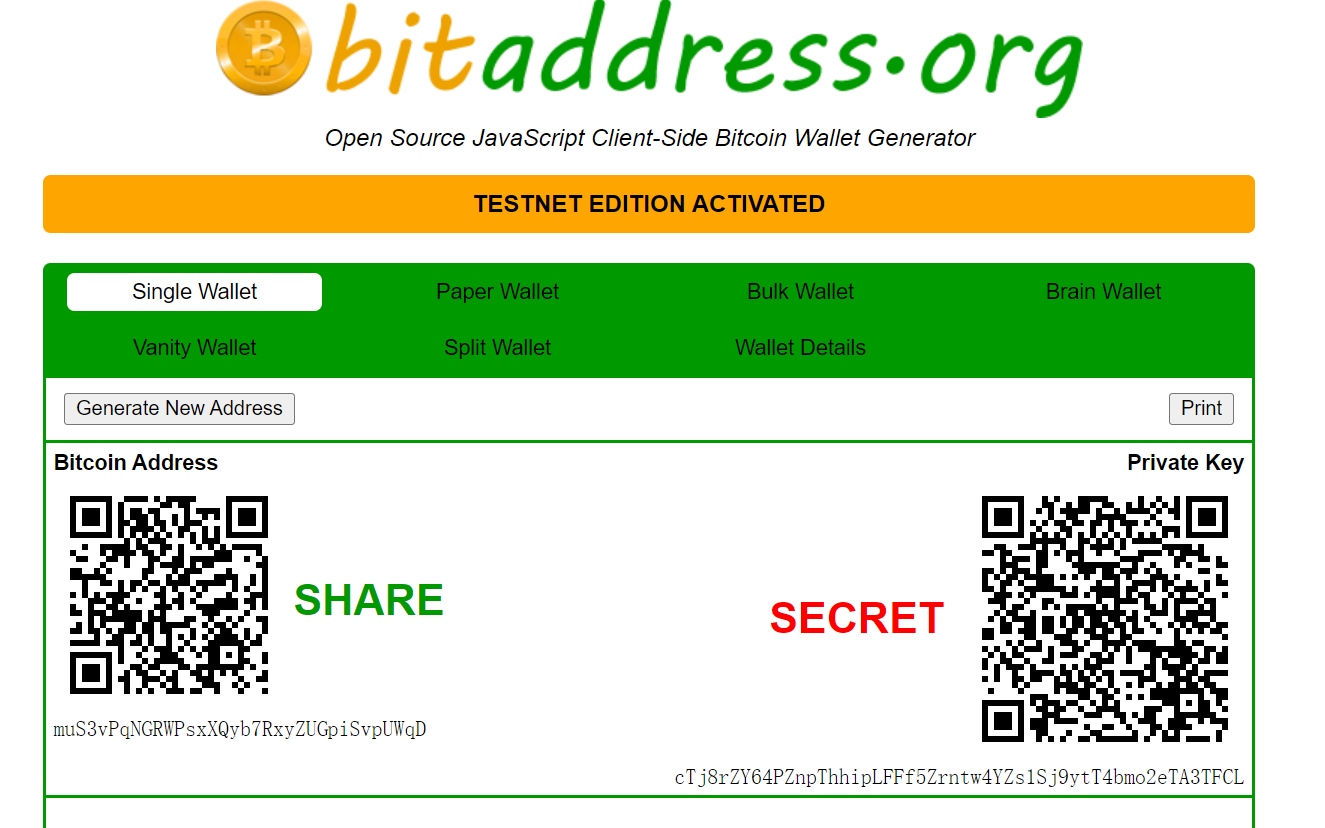 bitaddress.org
Open Source JavaScript Client-Side Bitcoin Wallet Generator
TESTNET EDITION ACTIVATED
Single Wallet Paper Wallet Bulk Wallet Brain Wallet
Vanity Wallet Split Wallet Wallet Details
Generate New Address Print
Bitcoin Address Private Key
SHARE
SECRET
muS3vPqNGRWPsxXQyb7RxyZUGpiSvpUWqD
cTj8rZY64PZnpThhipLFFf5Zrntw4YZs1Sj9ytT4bmo2eTA3TFCL